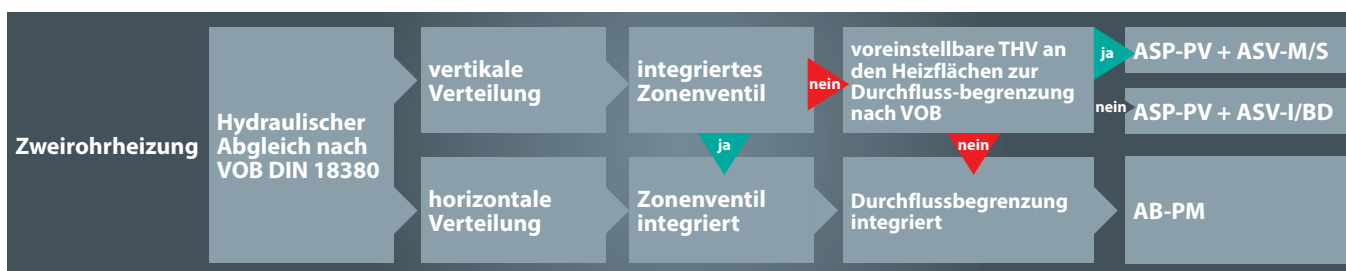 Zweirohrheizung
Hydraulischer
Abgleich nach
VOB DIN 18380
vertikale
Verteilung
integriertes
Zonenventil
nein
voreinstellbare THV an
den Heizflächen zur
Durchfluss-begrenzung
nach VOB
ja
ASP-PV + ASV-M/S
nein
ASP-PV + ASV-I/BD
ja
nein
horizontale
Verteilung
Zonenventil
integriert
Durchflussbegrenzung
integriert
AB-PM